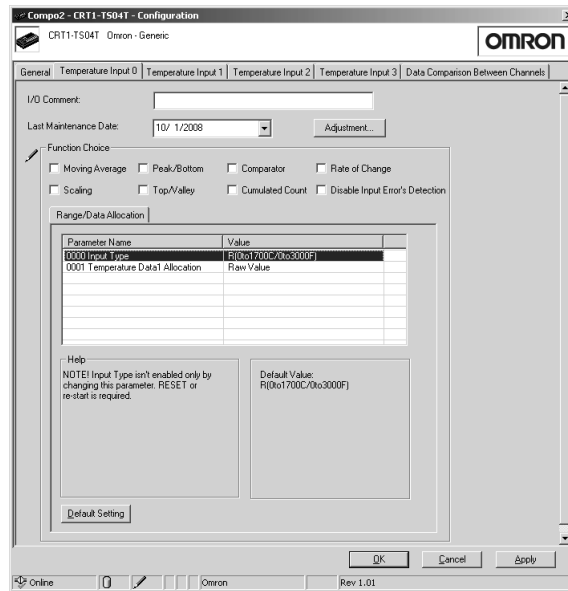 Compo2 - CRT1-TS04T - Configuration
CRT1-TS04T Omron - Generic
OMRON
General Temperature Input 0 Temperature Input 1 Temperature Input 2 Temperature Input 3 Data Comparison Between Channels
I/O Comment:
Last Maintenance Date: 10/ 1/2008 Adjustment...
Function Choice
Moving Average Peak/Bottom Comparator Rate of Change
Scaling Top/Valley Cumulated Count Disable Input Error's Detection
Range/Data Allocation
Parameter Name Value
0000 Input Type R(0to1700C/0to3000F)
0001 Temperature Data1 Allocation Raw Value
Help
NOTE! Input Type isn't enabled only by
changing this parameter. RESET or
re-start is required.
Default Value:
R(0to1700C/0to3000F)
Default Setting
OK Cancel Apply
Online Omron Rev 1.01